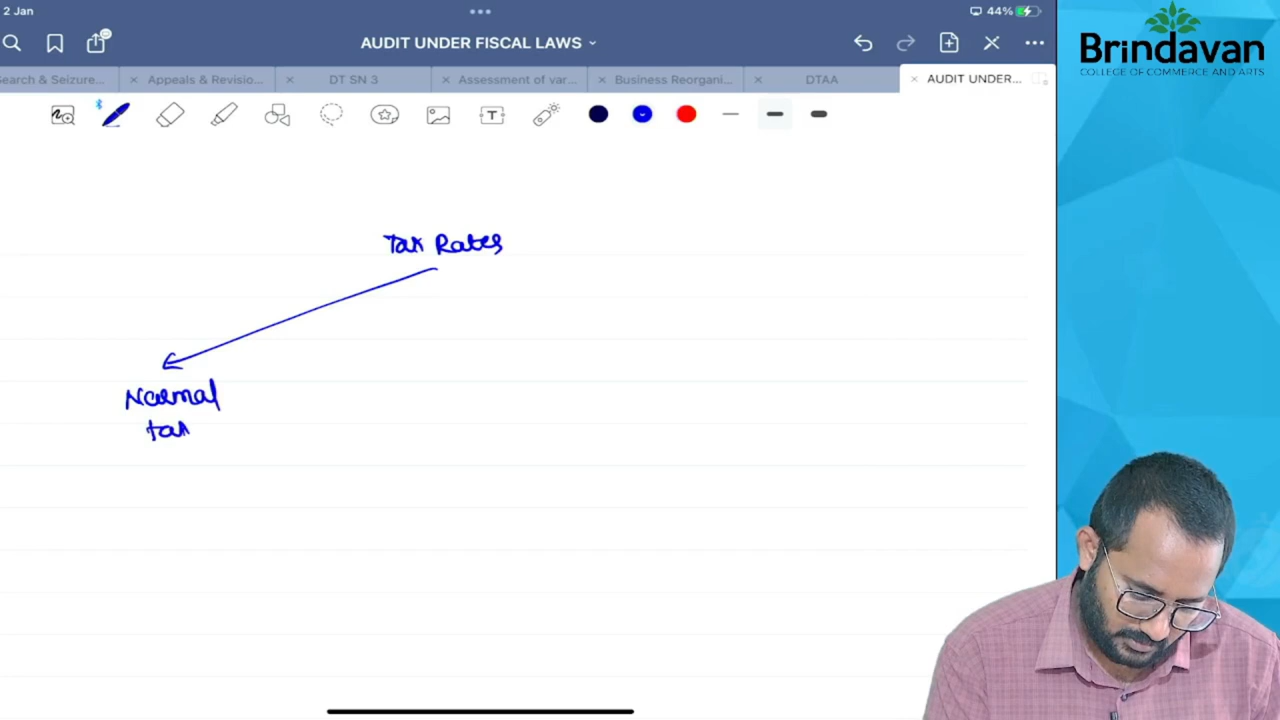 2 Jan
44%
AUDIT UNDER FISCAL LAWS
Brindavan
COLLEGE OF COMMERCE AND ARTS
earch & Seizure...
Appeals & Revisio...
DT SN 3
Assessment of var...
Business Reorgani...
DTAA
AUDIT UNDER...
T
Tax Rates
Normal
tax